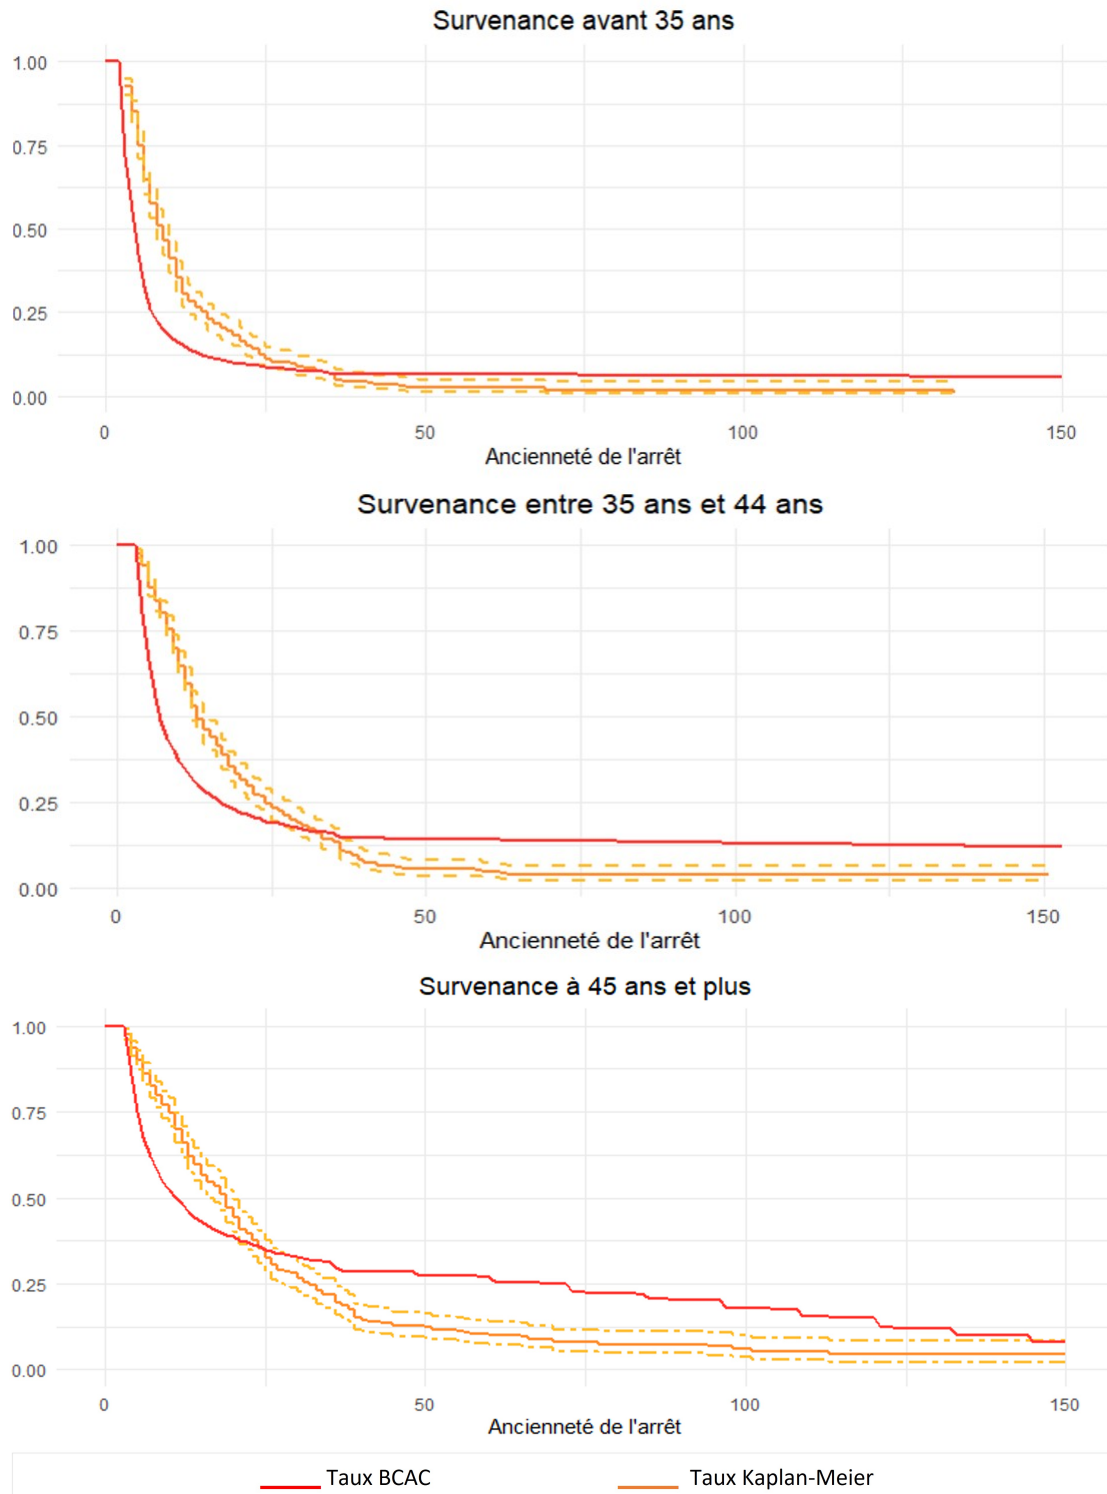 Survenance avant 35 ans
1.00
0.75
0.50
0.25
0.00
0 50 100 150
Ancienneté de l'arrêt
Survenance entre 35 ans et 44 ans
1.00
0.75
0.50
0.25
0.00
0 50 100 150
Ancienneté de l'arrêt
Survenance à 45 ans et plus
1.00
0.75
0.50
0.25
0.00
0 50 100 150
Ancienneté de l'arrêt
Taux BCAC Taux Kaplan-Meier